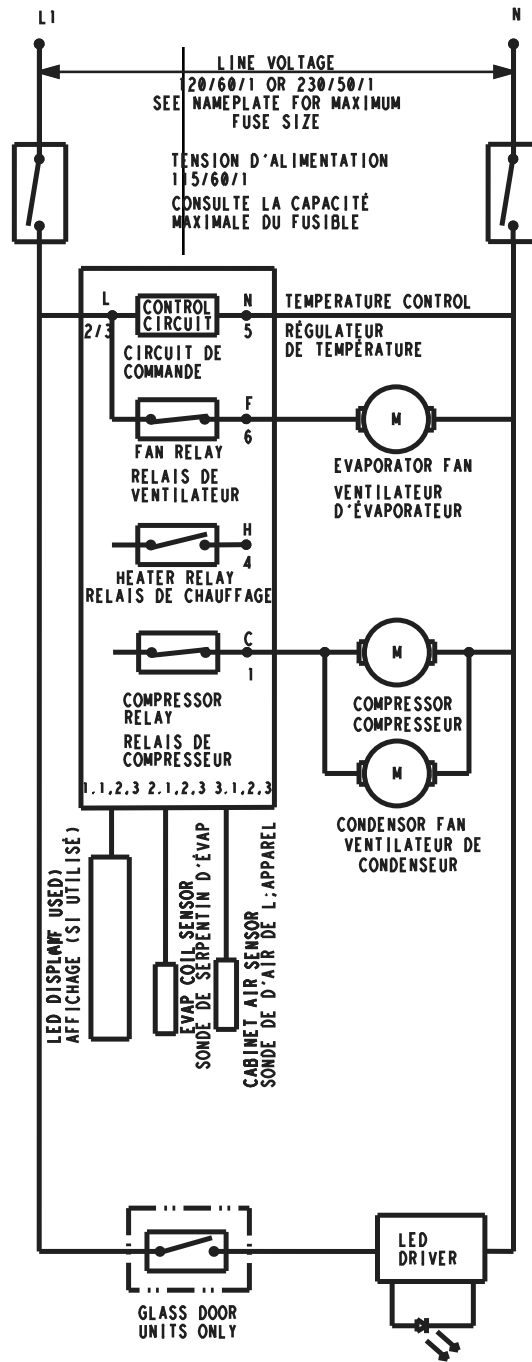 L1
N
LINE VOLTAGE
120/60/1 OR 230/50/1
SEE NAMEPLATE FOR MAXIMUM
FUSE SIZE
TENSION D'ALIMENTATION
115/60/1
CONSULTE LA CAPACITÉ
MAXIMALE DU FUSIBLE
L
CONTROL
CIRCUIT
N
TEMPERATURE CONTROL
2/3
5
RÉGULATEUR
DE TEMPÉRATURE
CIRCUIT DE
COMMANDE
F
6
M
FAN RELAY
RELAIS DE
VENTILATEUR
EVAPORATOR FAN
VENTILATEUR
D'ÉVAPORATEUR
H
4
HEATER RELAY
RELAIS DE CHAUFFAGE
C
1
M
COMPRESSOR
RELAY
RELAIS DE
COMPRESSEUR
COMPRESSOR
COMPRESSEUR
M
1.1,2,3 2.1,2,3 3.1,2,3
CONDENSOR FAN
VENTILATEUR DE
CONDENSEUR
LED USED)
AFFICHAGE (SI UTILISÉ)
EVAP COIL SENSOR
SONDE DE SERPENTIN D'ÉVAP
CABINET AIR SENSOR
SONDE DE D'AIR DE L;APPAREL
LED
DRIVER
GLASS DOOR
UNITS ONLY